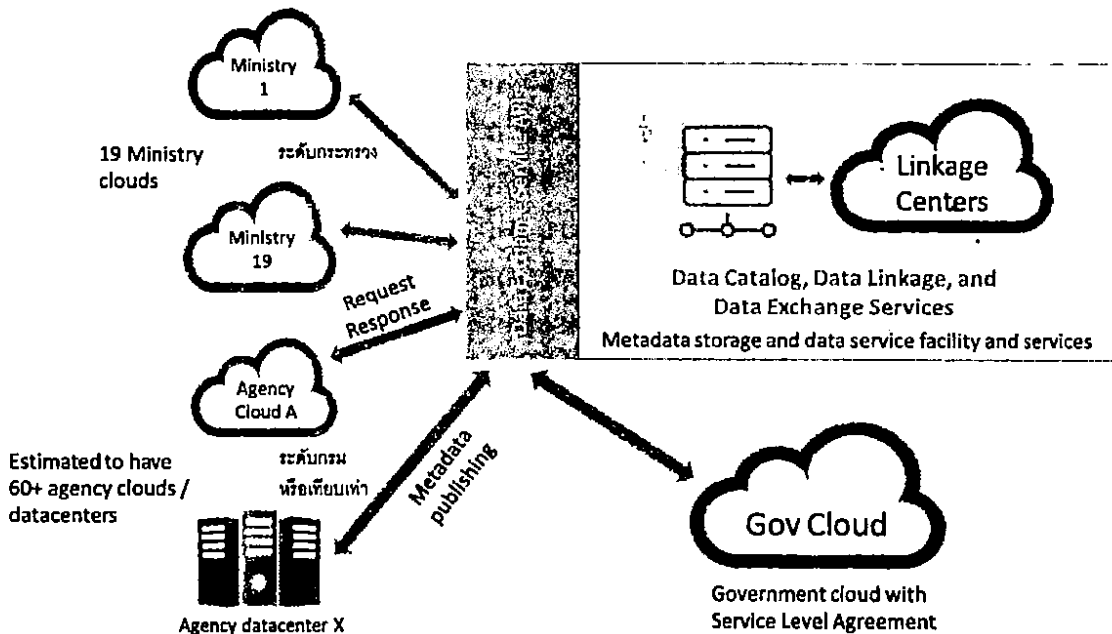 Ministry
1
19 Ministry
clouds
ระดับกระทรวง
Ministry
19
Request
Response
Agency
Cloud A
Estimated to have
60+ agency clouds /
datacenters
ระดับกรม
หรือเทียบเท่า
Metadata
publishing
Agency datacenter X
Linkage
Centers
Data Catalog, Data Linkage, and
Data Exchange Services
Metadata storage and data service facility and services
Gov Cloud
Government cloud with
Service Level Agreement